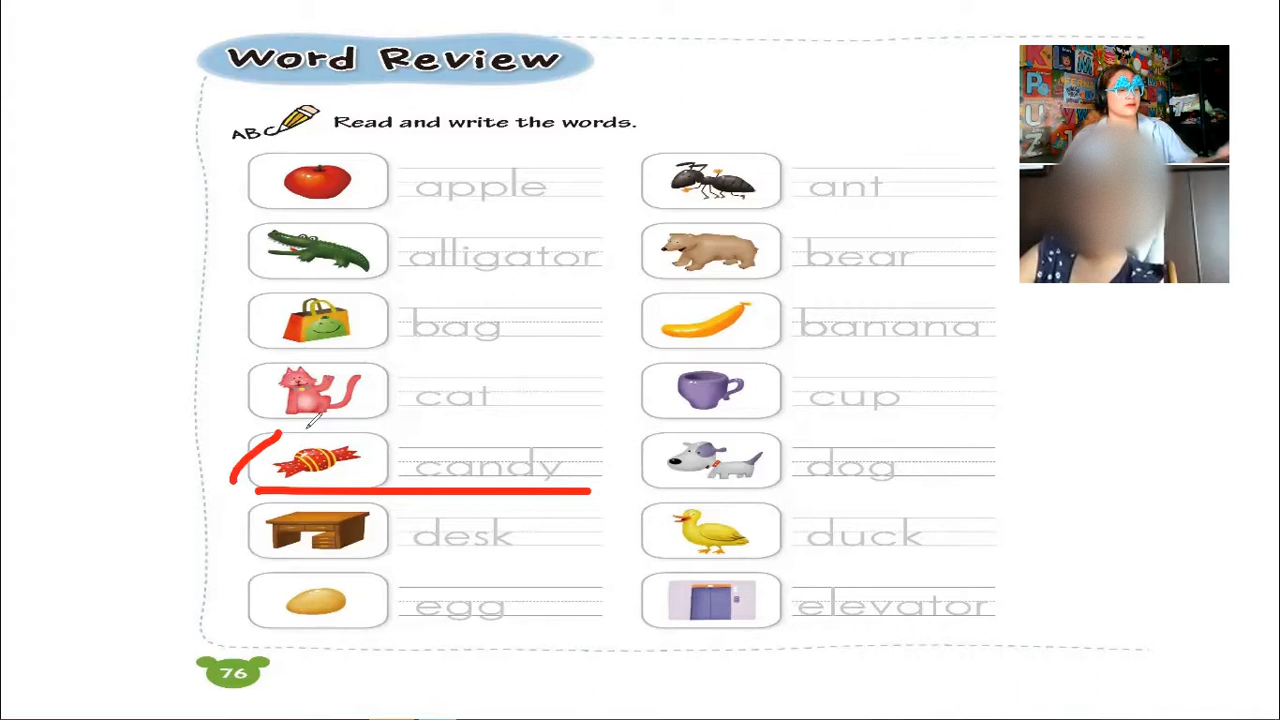 Word Review
ABC Read and write the words.
apple ant
alligator bear
bag banana
cat cup
candy dog
desk duck
egg elevator
76